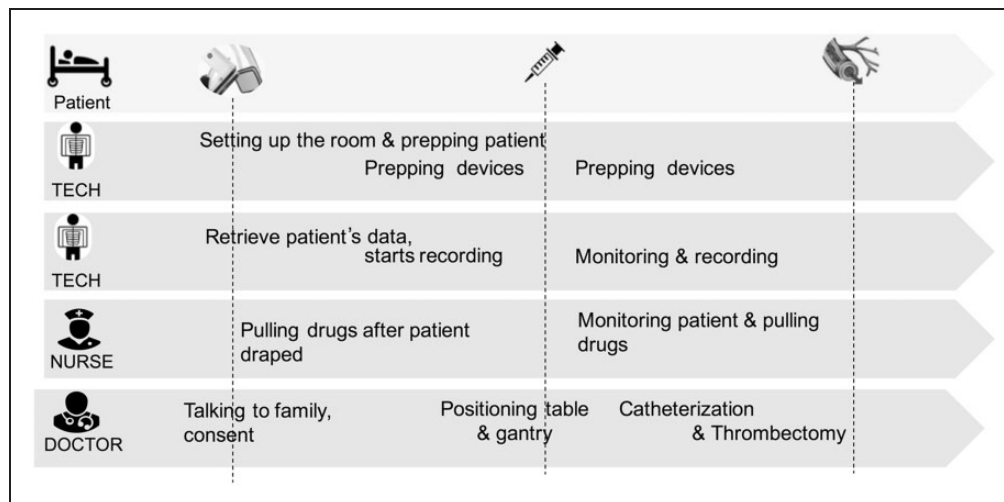 Patient
Setting up the room & prepping patient
Prepping devices
Prepping devices
TECH
Retrieve patient's data,
starts recording
Monitoring & recording
TECH
Pulling drugs after patient
draped
Monitoring patient & pulling
drugs
NURSE
Talking to family,
consent
Positioning table
& gantry
Catheterization
& Thrombectomy
DOCTOR